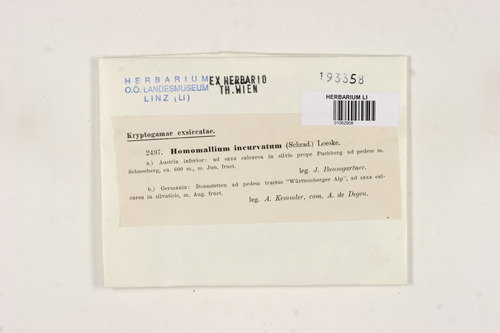 HERBARIUM
O.Ö. LANDESMUSEUM
LINZ (LI)
EX HERBARIO
TH. WIEN
193358
HERBARIUM LI
Kryptogamae exsiccatae.
2497. Homomallium incurvatum (Schrad.) Loeske.
a.) Austria inferior: ad saxa calcarea in silvis prope Puchberg ad pedem m.
Schneeberg, ca. 600 m., m. Jun. fruct.
leg. J. Baumgartner.
b.) Germania: Donnstetten ad pedem tractus "Württemberger Alp", ad saxa cal-
carea in silvaticis, m. Aug. fruct.
leg. A. Kemmler, com. A. de Degen.